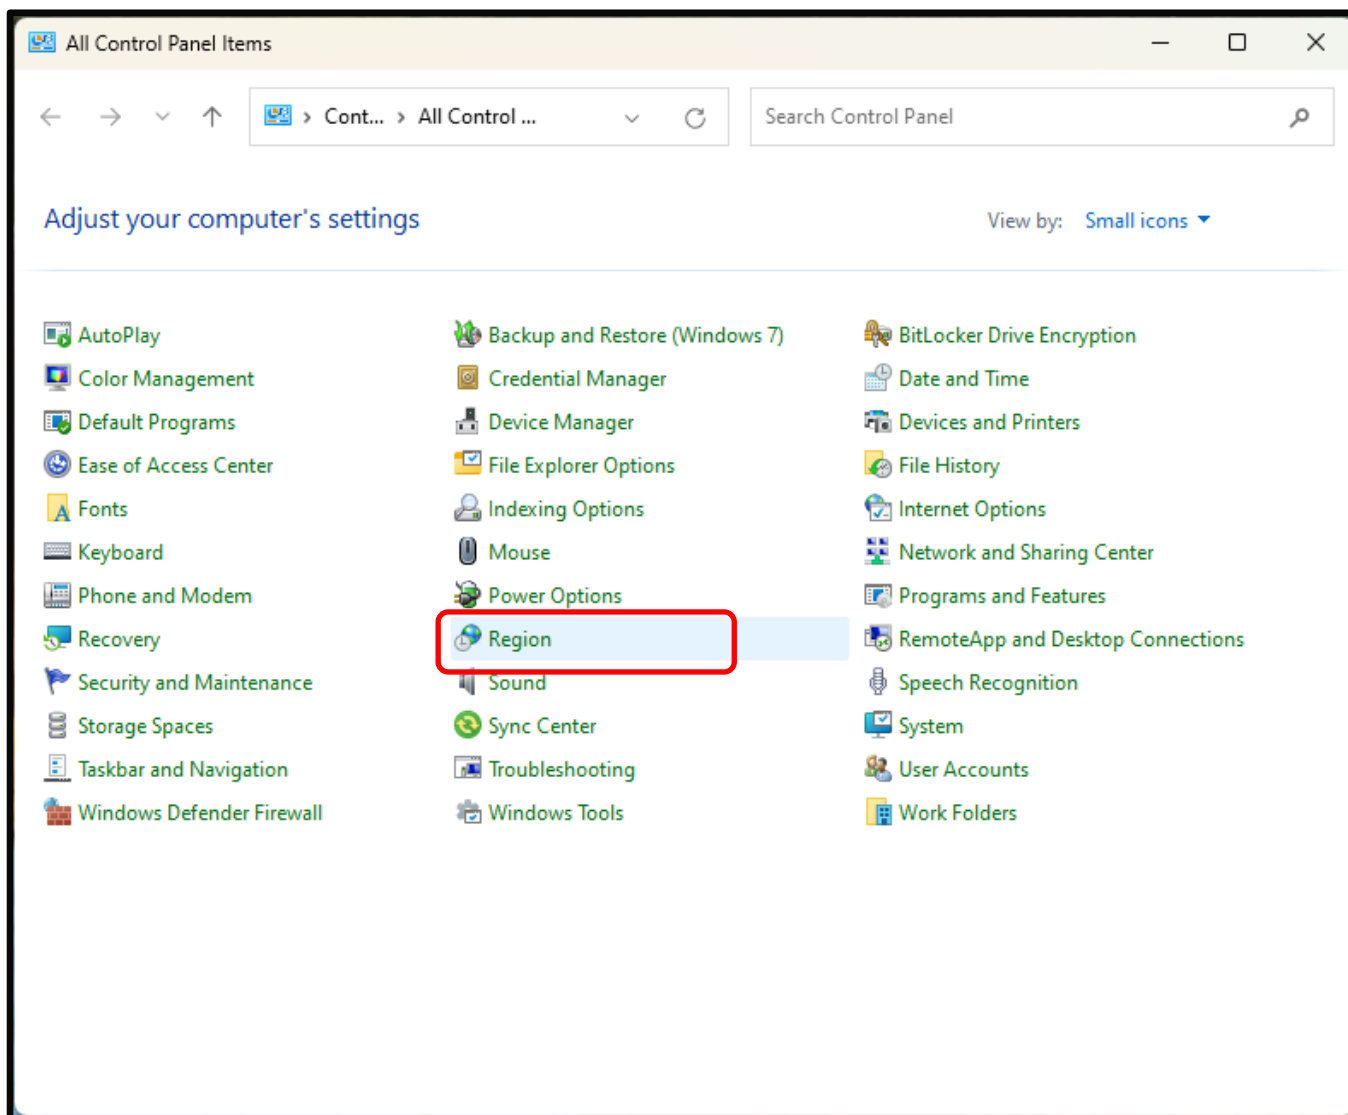 All Control Panel Items
Cont... > All Control ...
Search Control Panel
Adjust your computer's settings
View by: Small icons
AutoPlay
Backup and Restore (Windows 7)
BitLocker Drive Encryption
Color Management
Credential Manager
Date and Time
Default Programs
Device Manager
Devices and Printers
Ease of Access Center
File Explorer Options
File History
Fonts
Indexing Options
Internet Options
Keyboard
Mouse
Network and Sharing Center
Phone and Modem
Power Options
Programs and Features
Recovery
Region
RemoteApp and Desktop Connections
Security and Maintenance
Sound
Speech Recognition
Storage Spaces
Sync Center
System
Taskbar and Navigation
Troubleshooting
User Accounts
Windows Defender Firewall
Windows Tools
Work Folders